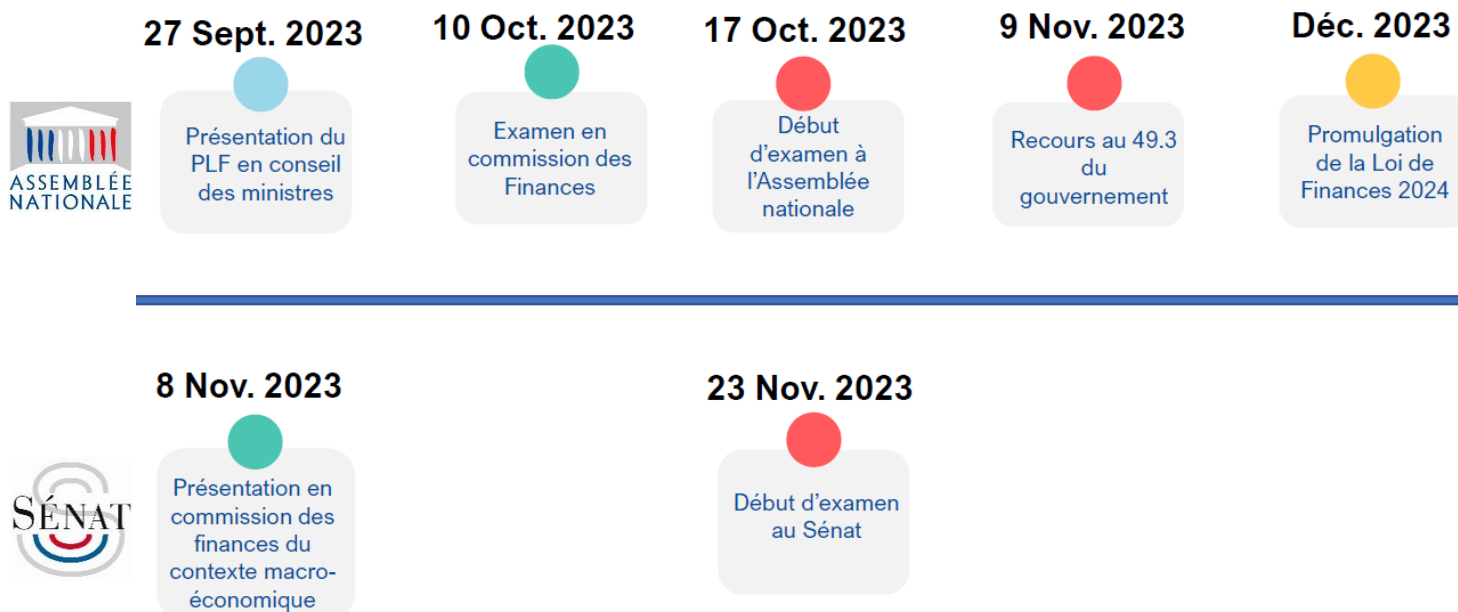 27 Sept. 2023
10 Oct. 2023
17 Oct. 2023
9 Nov. 2023
Déc. 2023
ASSEMBLÉE
NATIONALE
Présentation du
PLF en conseil
des ministres
Examen en
commission des
Finances
Début
d’examen à
l’Assemblée
nationale
Recours au 49.3
du
gouvernement
Promulgation
de la Loi de
Finances 2024
8 Nov. 2023
23 Nov. 2023
SÉNAT
Présentation en
commission des
finances du
contexte macro-
économique
Début d’examen
au Sénat